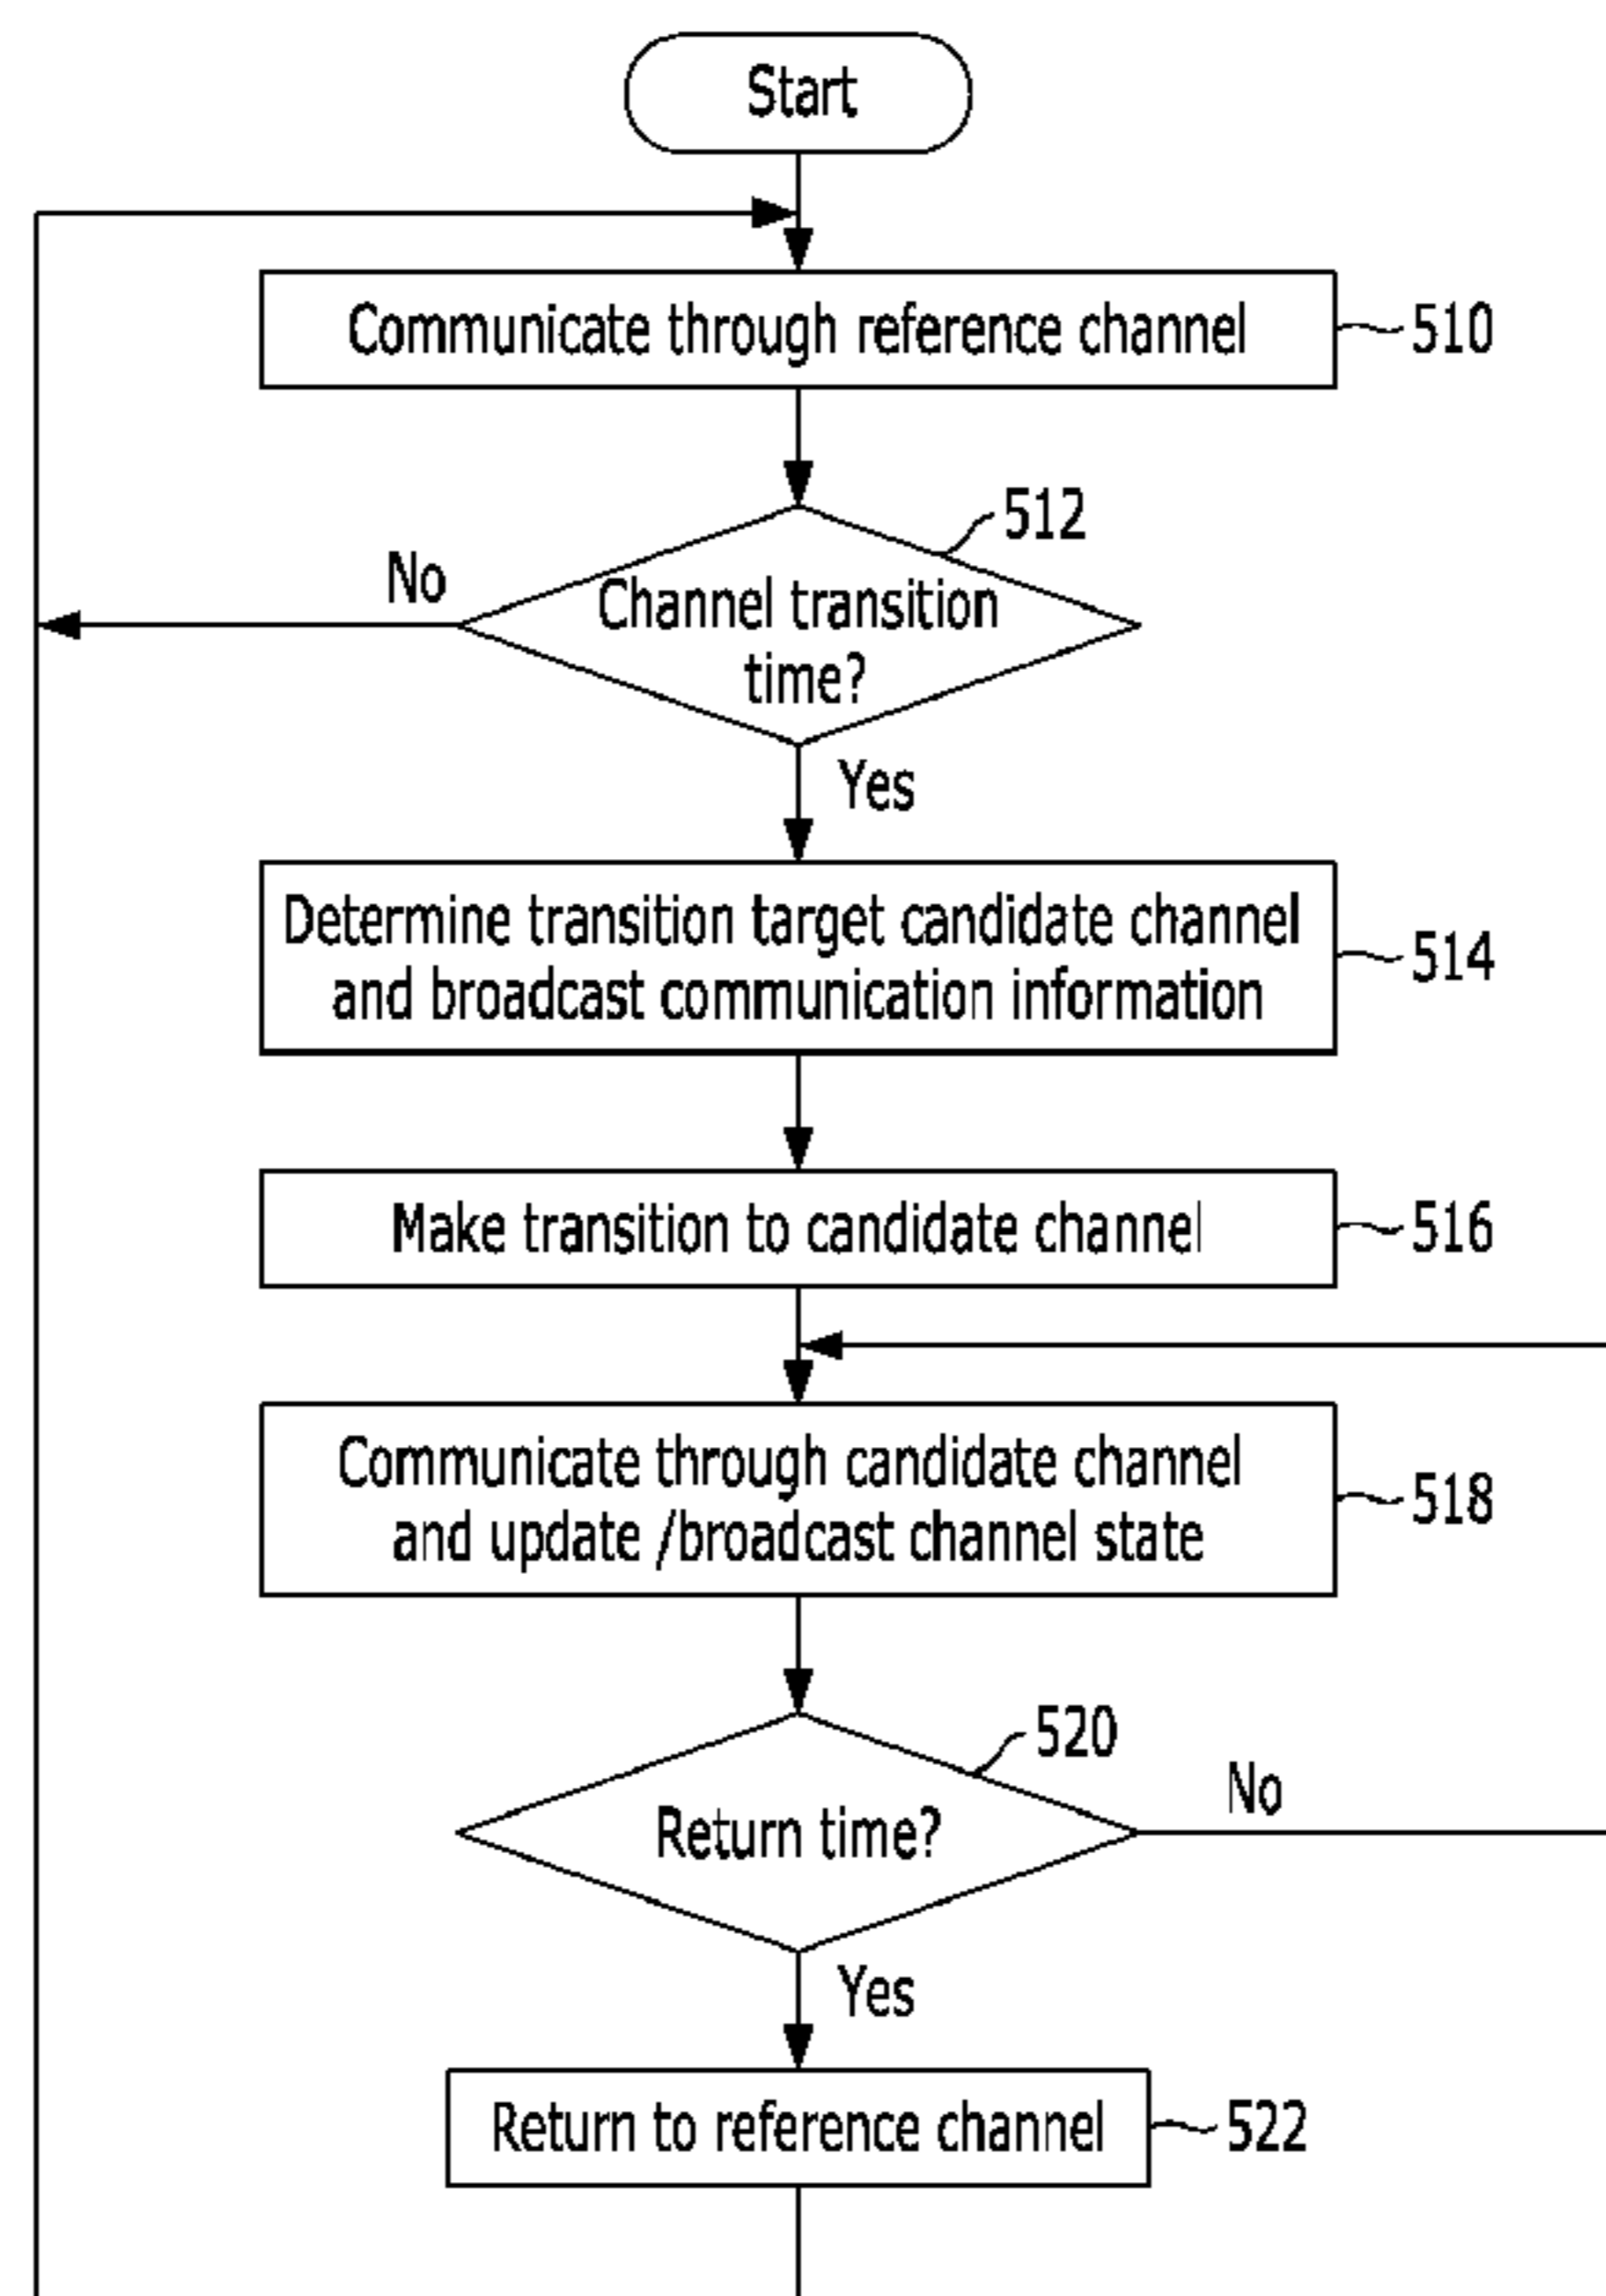 Start
Communicate through reference channel
510
512
No
Channel transition
time?
Yes
Determine transition target candidate channel
and broadcast communication information
514
Make transition to candidate channel
516
Communicate through candidate channel
and update /broadcast channel state
518
520
No
Return time?
Yes
Return to reference channel
522